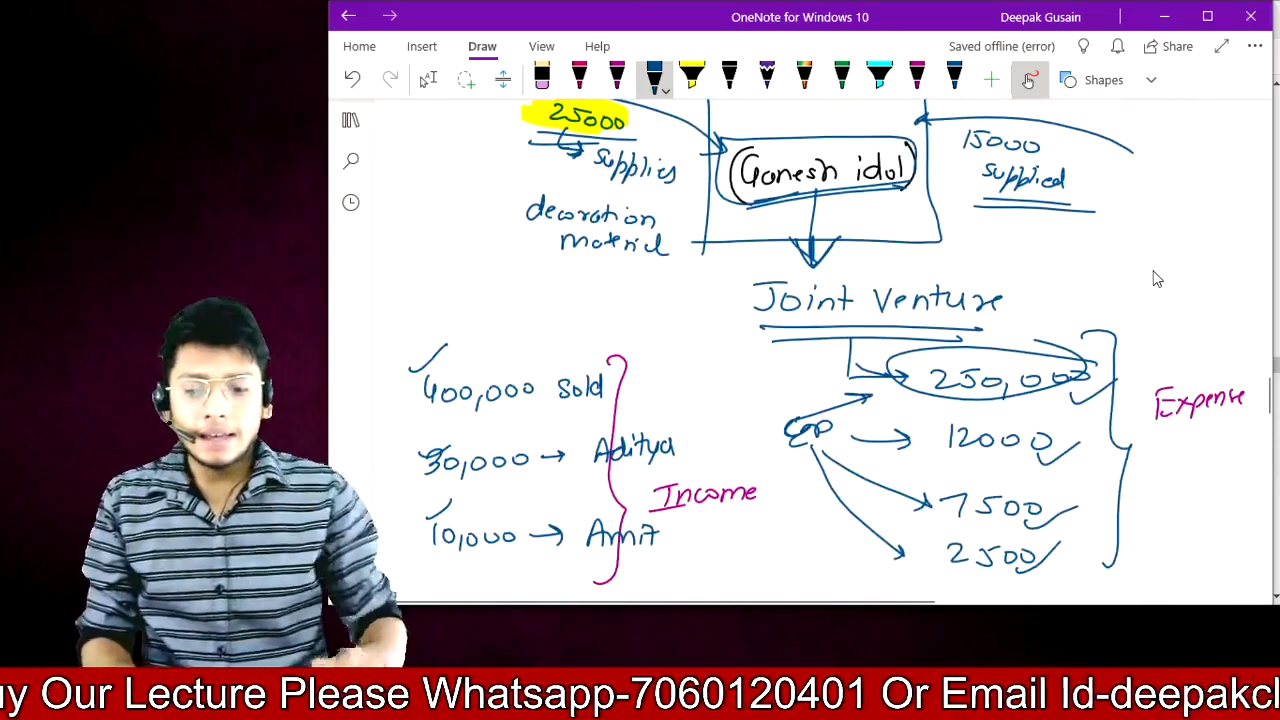 OneNote for Windows 10
Deepak Gusain
Home Insert Draw View Help
Saved offline (error)
Share
Shapes
25000
supplies
decoration
material
Ganesh idol
15000
supplied
Joint Venture
400,000 sold
30,000 → Aditya
10,000 → Amit
Income
250,000
12000
7500
2500
Expense
uy Our Lecture Please Whatsapp-7060120401 Or Email Id-deepakcl